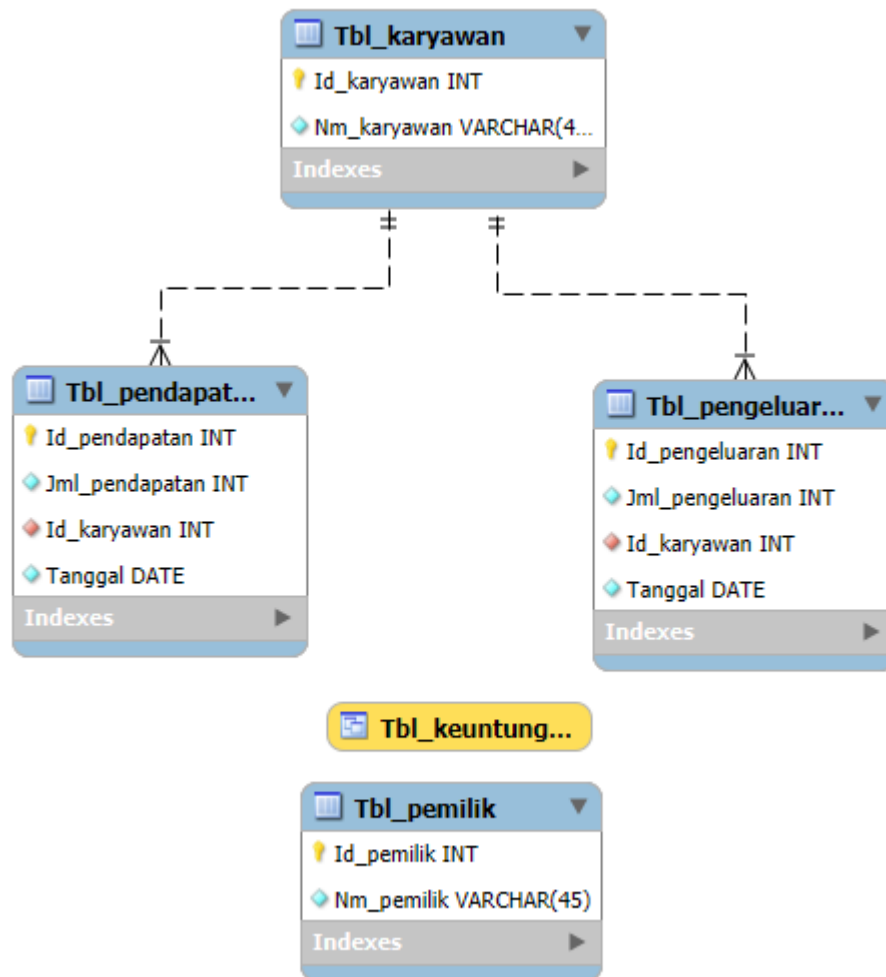 Tbl_karyawan
Id_karyawan INT
Nm_karyawan VARCHAR(4...
Indexes
Tbl_pendapat...
Id_pendapatan INT
Jml_pendapatan INT
Id_karyawan INT
Tanggal DATE
Indexes
Tbl_pengeluar...
Id_pengeluaran INT
Jml_pengeluaran INT
Id_karyawan INT
Tanggal DATE
Indexes
Tbl_keuntung...
Tbl_pemilik
Id_pemilik INT
Nm_pemilik VARCHAR(45)
Indexes